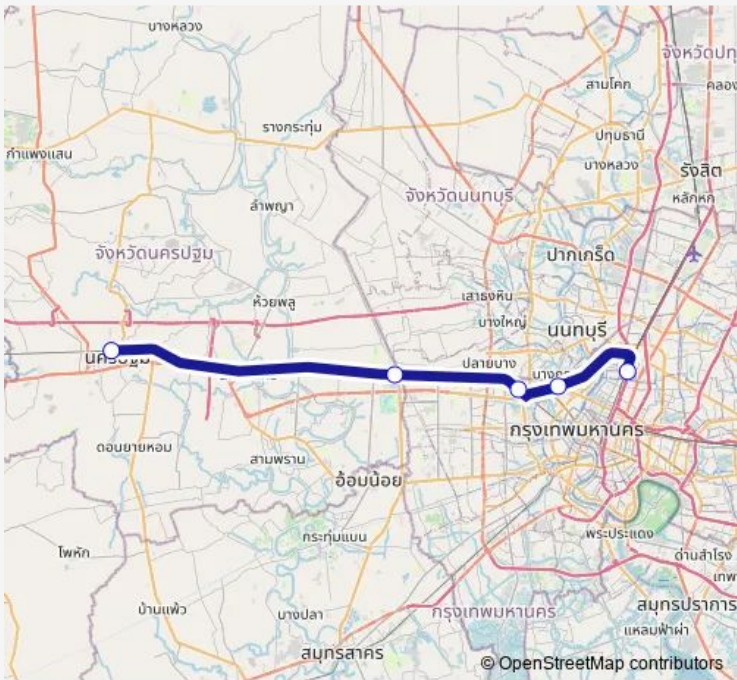 บางหลวง
จังหวัดปทุ
สามโคก
คลอง
รางกระทุ่ม
ปทุมธานี
กำแพงแสน
บางหลวง
รังสิต
หลักหก
จังหวัดนนทบุรี
ลำพญา
จังหวัดนครปฐม
ปากเกร็ด
เสาธงหิน
ห้วยพลู
บางใหญ่
นนทบุรี
นครปฐม
ปลายบาง
กรุงเทพมหานคร
ดอนยายหอม
สามพราน
อ้อมน้อย
กระทุ่มแบน
พระประแดง
โพหัก
ด่านสำโรง
เทพ
บ้านแพ้ว
บางปลา
กรุงเทพมหานคร
สมุทรปราการ
แหลมฟ้าผ่า
สมุทรสาคร
© OpenStreetMap contributors